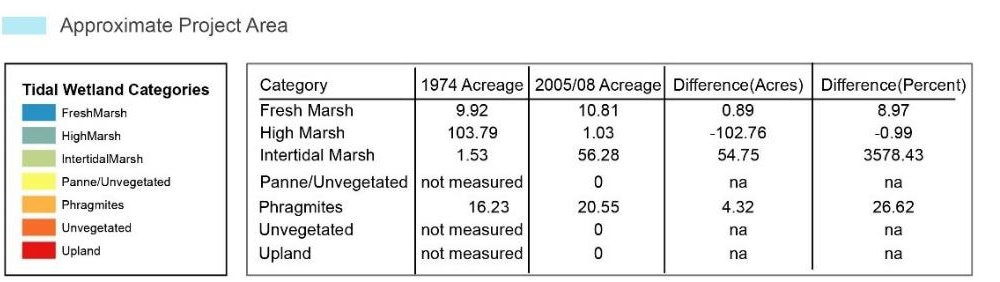 Approximate Project Area
Tidal Wetland Categories
FreshMarsh
HighMarsh
IntertidalMarsh
Panne/Unvegetated
Phragmites
Unvegetated
Upland
Category 1974 Acreage 2005/08 Acreage Difference(Acres) Difference(Percent)
Fresh Marsh 9.92 10.81 0.89 8.97
High Marsh 103.79 1.03 -102.76 -0.99
Intertidal Marsh 1.53 56.28 54.75 3578.43
Panne/Unvegetated not measured 0 na na
Phragmites 16.23 20.55 4.32 26.62
Unvegetated not measured 0 na na
Upland not measured 0 na na